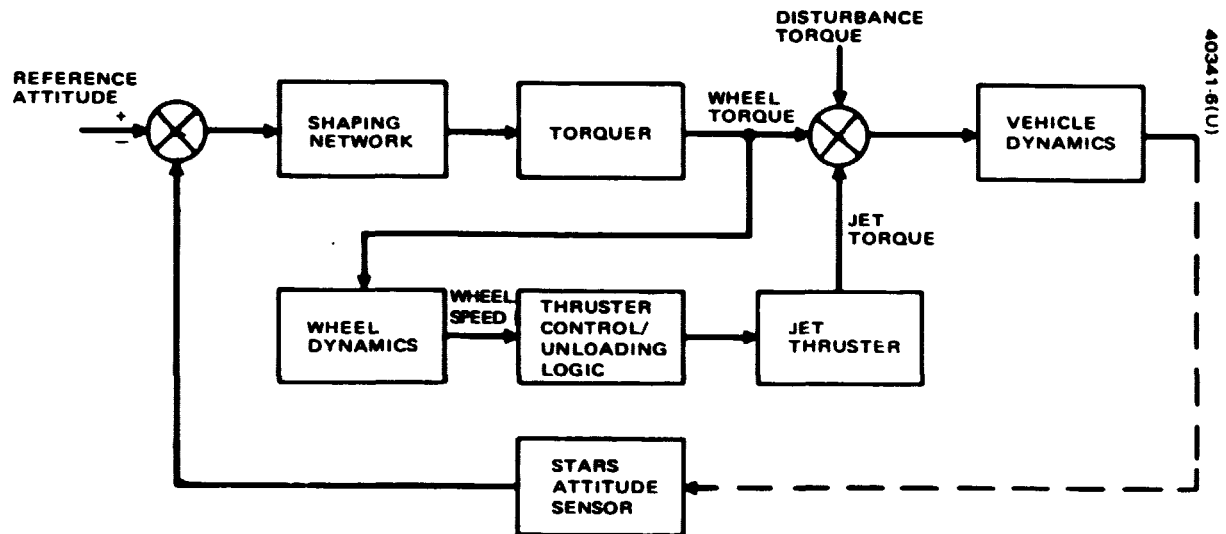 DISTURBANCE
TORQUE
40341-6(U)
REFERENCE
ATTITUDE
+
−
SHAPING
NETWORK
TORQUER
WHEEL
TORQUE
VEHICLE
DYNAMICS
JET
TORQUE
WHEEL
DYNAMICS
WHEEL
SPEED
THRUSTER
CONTROL/
UNLOADING
LOGIC
JET
THRUSTER
STARS
ATTITUDE
SENSOR